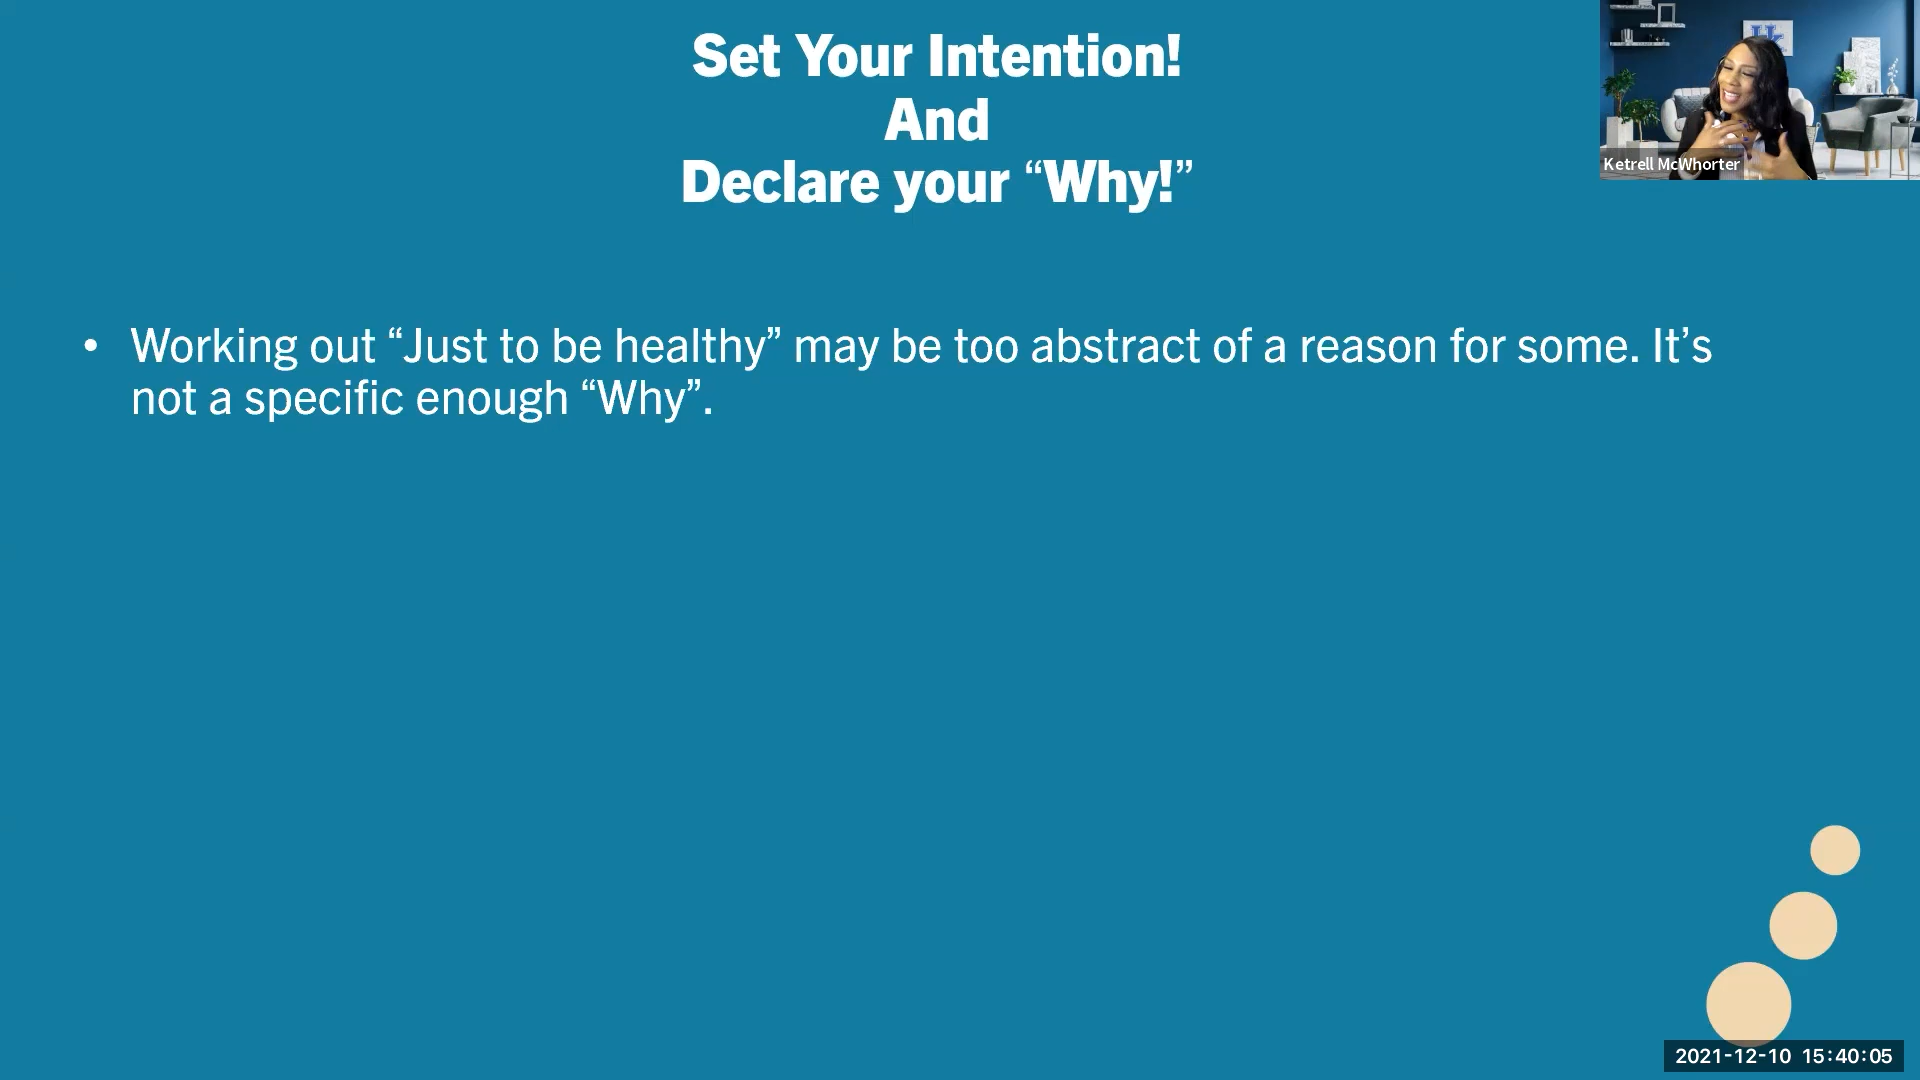 Set Your Intention!
And
Declare your “Why!”
UK
Ketrell McWhorter
• Working out “Just to be healthy” may be too abstract of a reason for some. It’s
not a specific enough “Why”.
2021-12-10 15:40:05